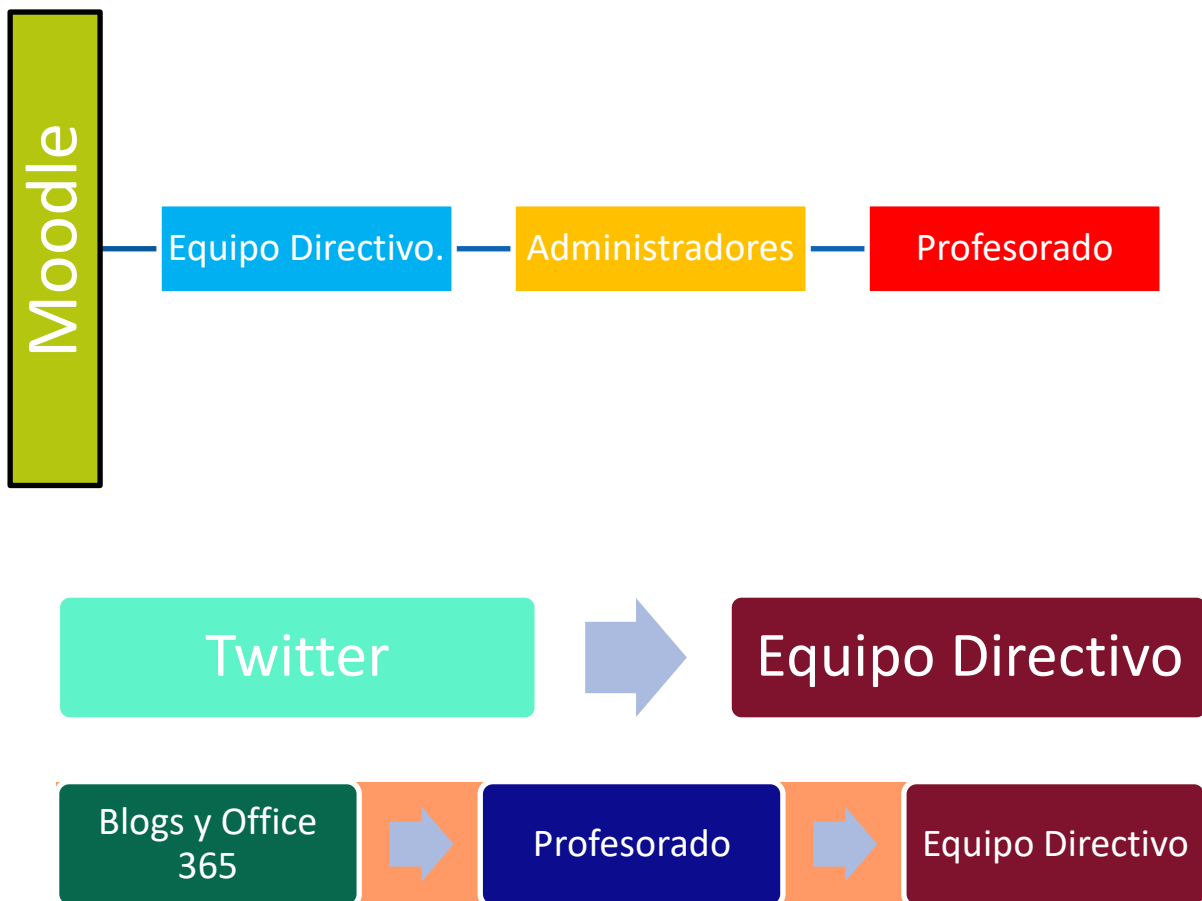 Moodle
Equipo Directivo.
Administradores
Profesorado
Twitter
Equipo Directivo
Blogs y Office
365
Profesorado
Equipo Directivo